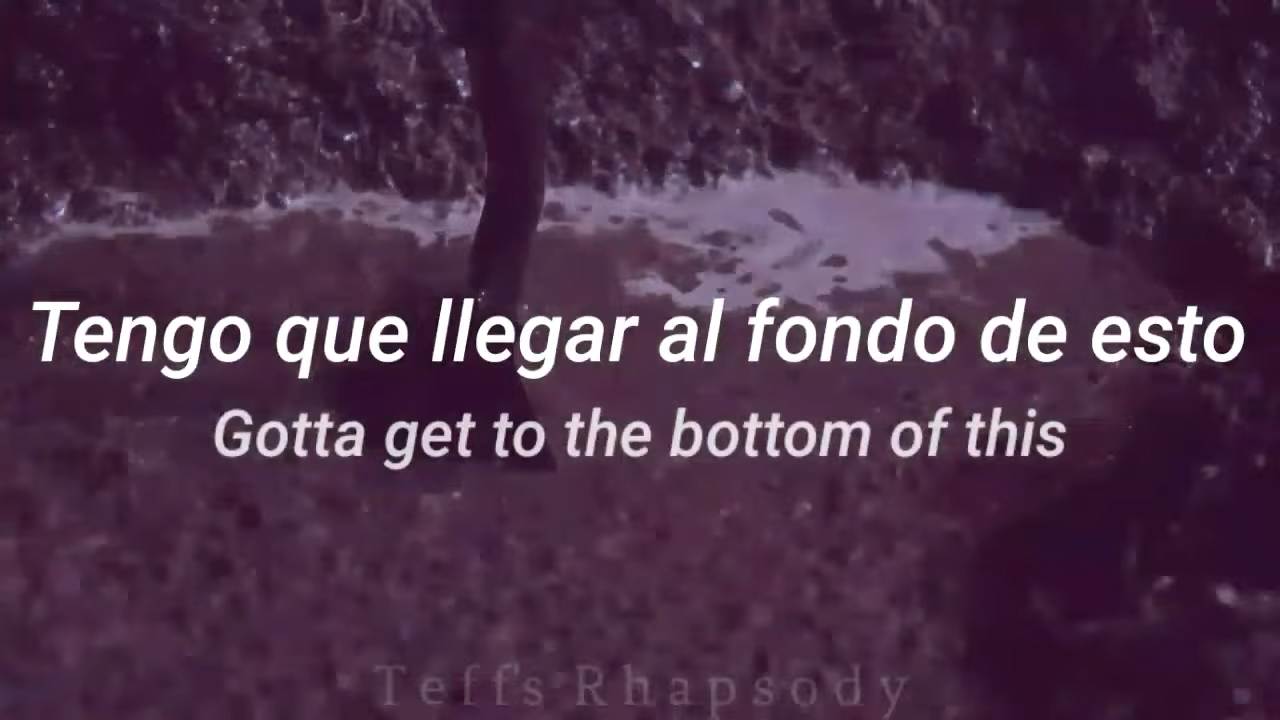 Tengo que llegar al fondo de esto
Gotta get to the bottom of this
Teff's Rhapsody